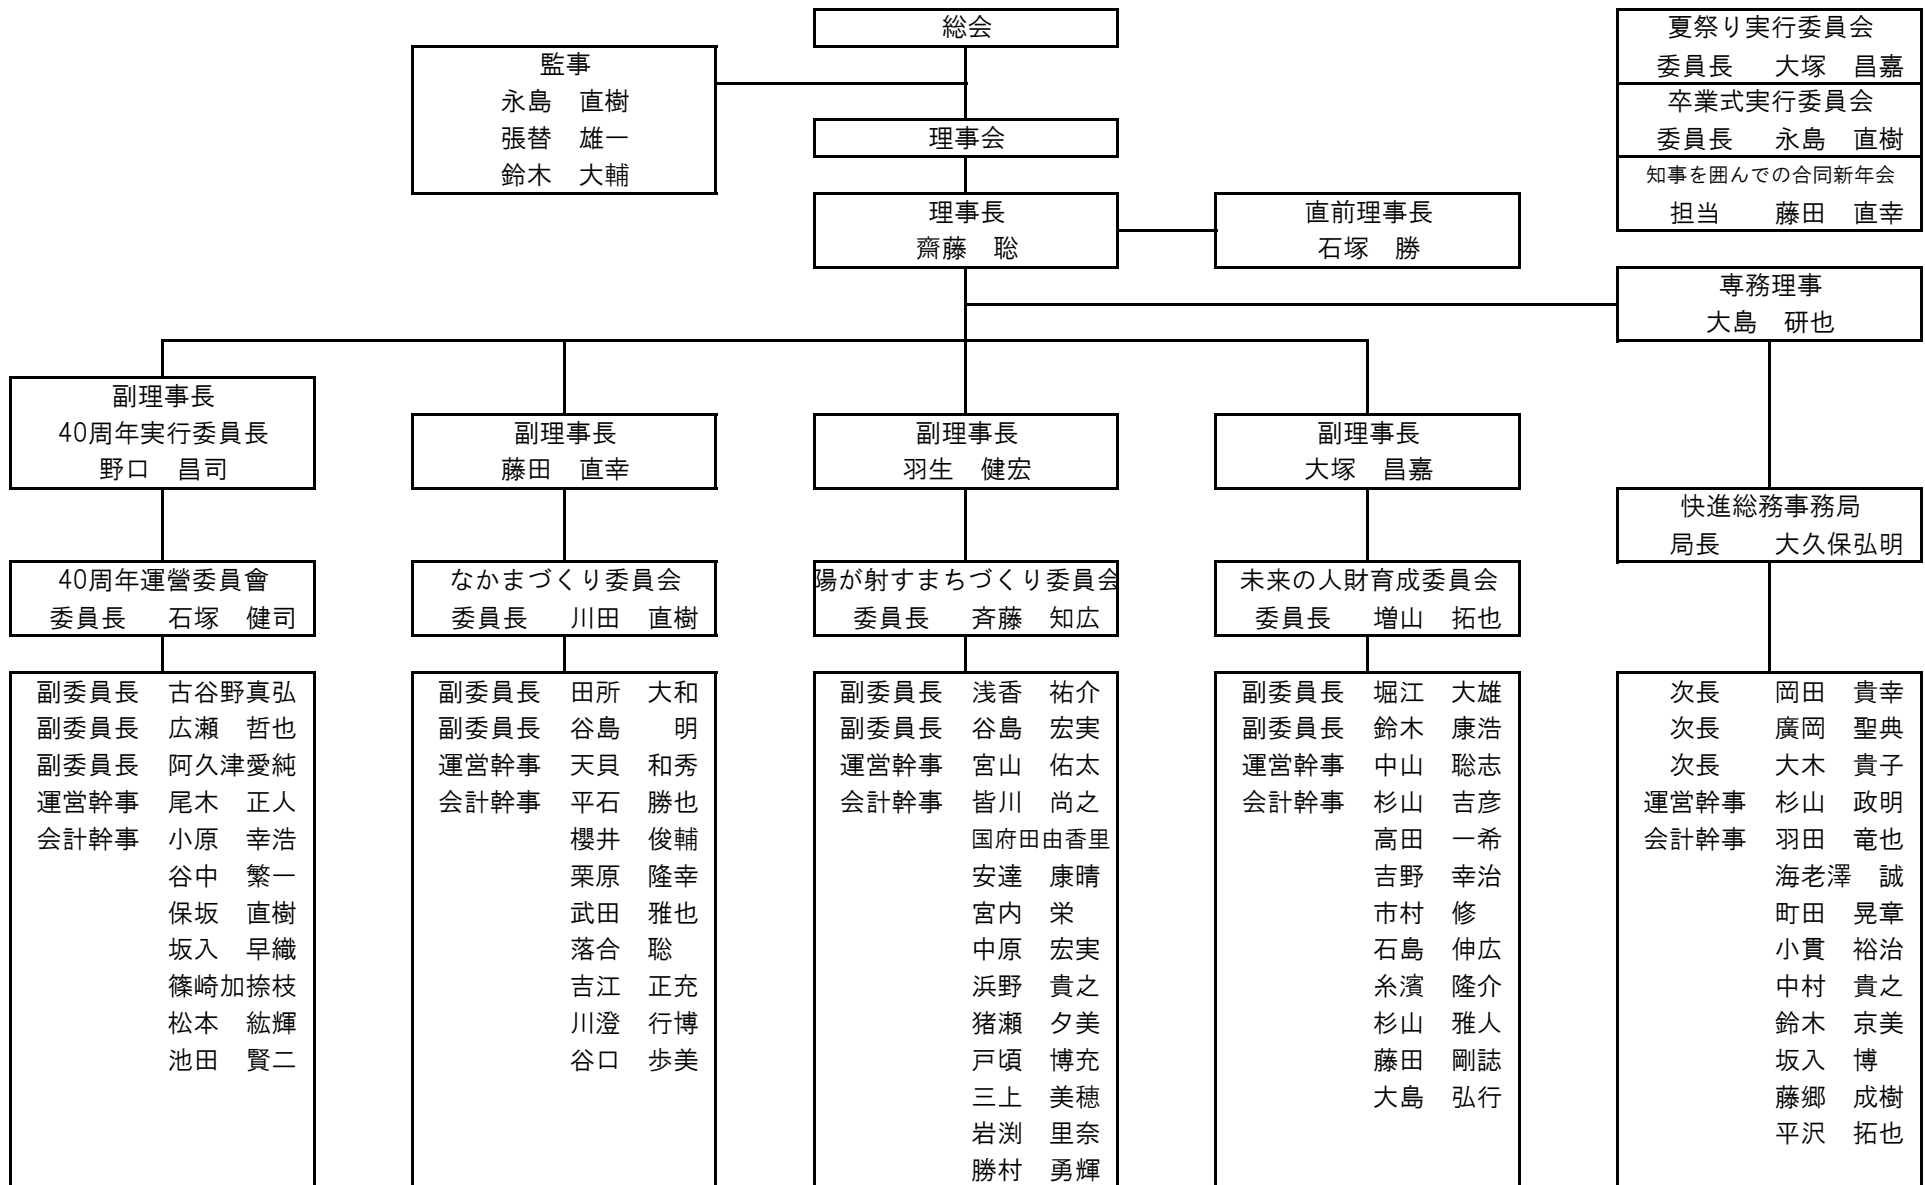 総会
監事
永島　直樹
張替　雄一
鈴木　大輔
理事会
理事長
齋藤　聡
直前理事長
石塚　勝
夏祭り実行委員会
委員長　大塚　昌嘉
卒業式実行委員会
委員長　永島　直樹
知事を囲んでの合同新年会
担当　藤田　直幸
専務理事
大島　研也
副理事長
40周年実行委員長
野口　昌司
副理事長
藤田　直幸
副理事長
羽生　健宏
副理事長
大塚　昌嘉
快進総務事務局
局長　大久保弘明
40周年運營委員會
委員長　石塚　健司
なかまづくり委員会
委員長　川田　直樹
陽が射すまちづくり委員会
委員長　斉藤　知広
未来の人財育成委員会
委員長　増山　拓也
副委員長　古谷野真弘
副委員長　広瀬　哲也
副委員長　阿久津愛純
運営幹事　尾木　正人
会計幹事　小原　幸浩
谷中　繁一
保坂　直樹
坂入　早織
篠崎加捺枝
松本　紘輝
池田　賢二
副委員長　田所　大和
副委員長　谷島　明
運営幹事　天貝　和秀
会計幹事　平石　勝也
櫻井　俊輔
栗原　隆幸
武田　雅也
落合　聡
吉江　正充
川澄　行博
谷口　歩美
副委員長　浅香　祐介
副委員長　谷島　宏実
運営幹事　宮山　佑太
会計幹事　皆川　尚之
国府田由香里
安達　康晴
宮内　栄
中原　宏実
浜野　貴之
猪瀬　夕美
戸頃　博充
三上　美穂
岩渕　里奈
勝村　勇輝
副委員長　堀江　大雄
副委員長　鈴木　康浩
運営幹事　中山　聡志
会計幹事　杉山　吉彦
高田　一希
吉野　幸治
市村　修
石島　伸広
糸濱　隆介
杉山　雅人
藤田　剛誌
大島　弘行
次長　岡田　貴幸
次長　廣岡　聖典
次長　大木　貴子
運営幹事　杉山　政明
会計幹事　羽田　竜也
海老澤　誠
町田　晃章
小貫　裕治
中村　貴之
鈴木　京美
坂入　博
藤郷　成樹
平沢　拓也